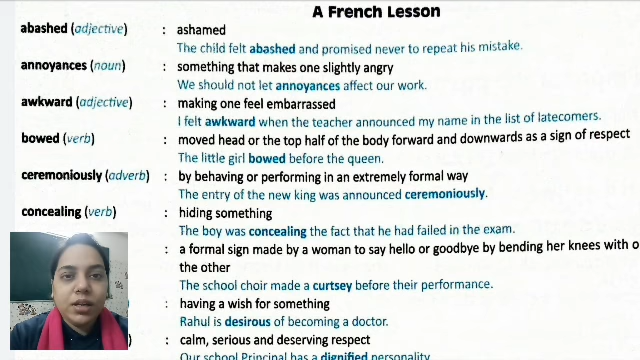 A French Lesson
abashed (adjective) : ashamed
The child felt abashed and promised never to repeat his mistake.
annoyances (noun) : something that makes one slightly angry
We should not let annoyances affect our work.
awkward (adjective) : making one feel embarrassed
I felt awkward when the teacher announced my name in the list of latecomers.
bowed (verb) : moved head or the top half of the body forward and downwards as a sign of respect
The little girl bowed before the queen.
ceremoniously (adverb) : by behaving or performing in an extremely formal way
The entry of the new king was announced ceremoniously.
concealing (verb) : hiding something
The boy was concealing the fact that he had failed in the exam.
: a formal sign made by a woman to say hello or goodbye by bending her knees with
the other
The school choir made a curtsey before their performance.
: having a wish for something
Rahul is desirous of becoming a doctor.
) : calm, serious and deserving respect
Our school Principal has a dignified personality.